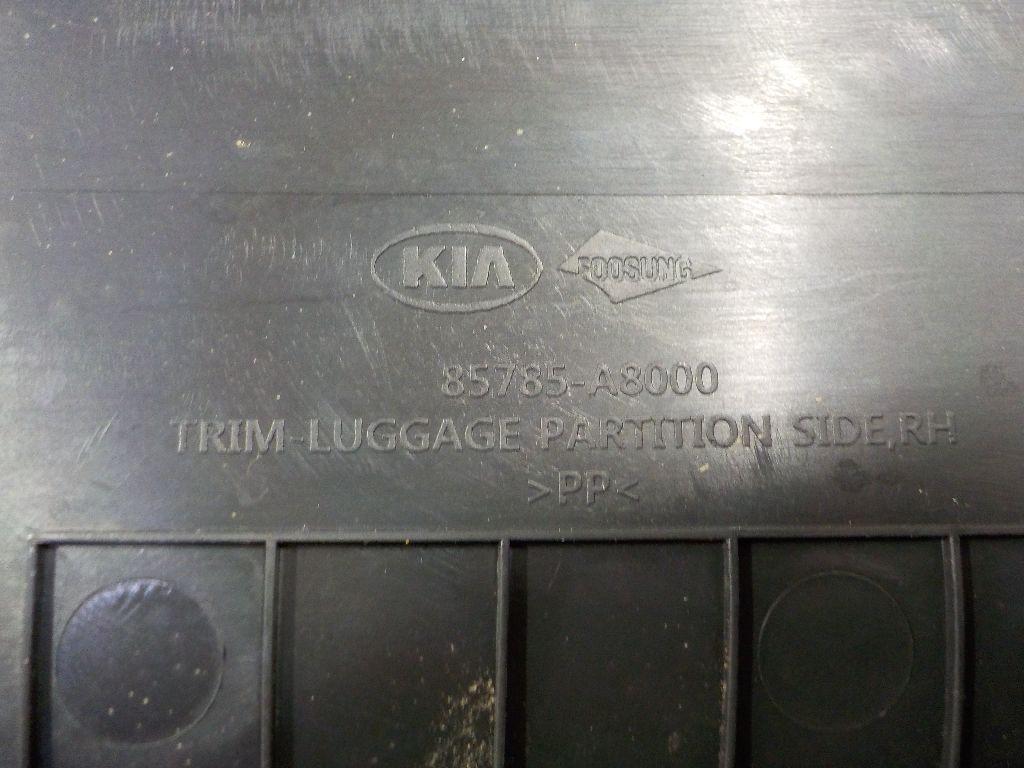 KIA FOOSUNG
85785-A8000
TRIM-LUGGAGE PARTITION SIDE,RH
>PP<